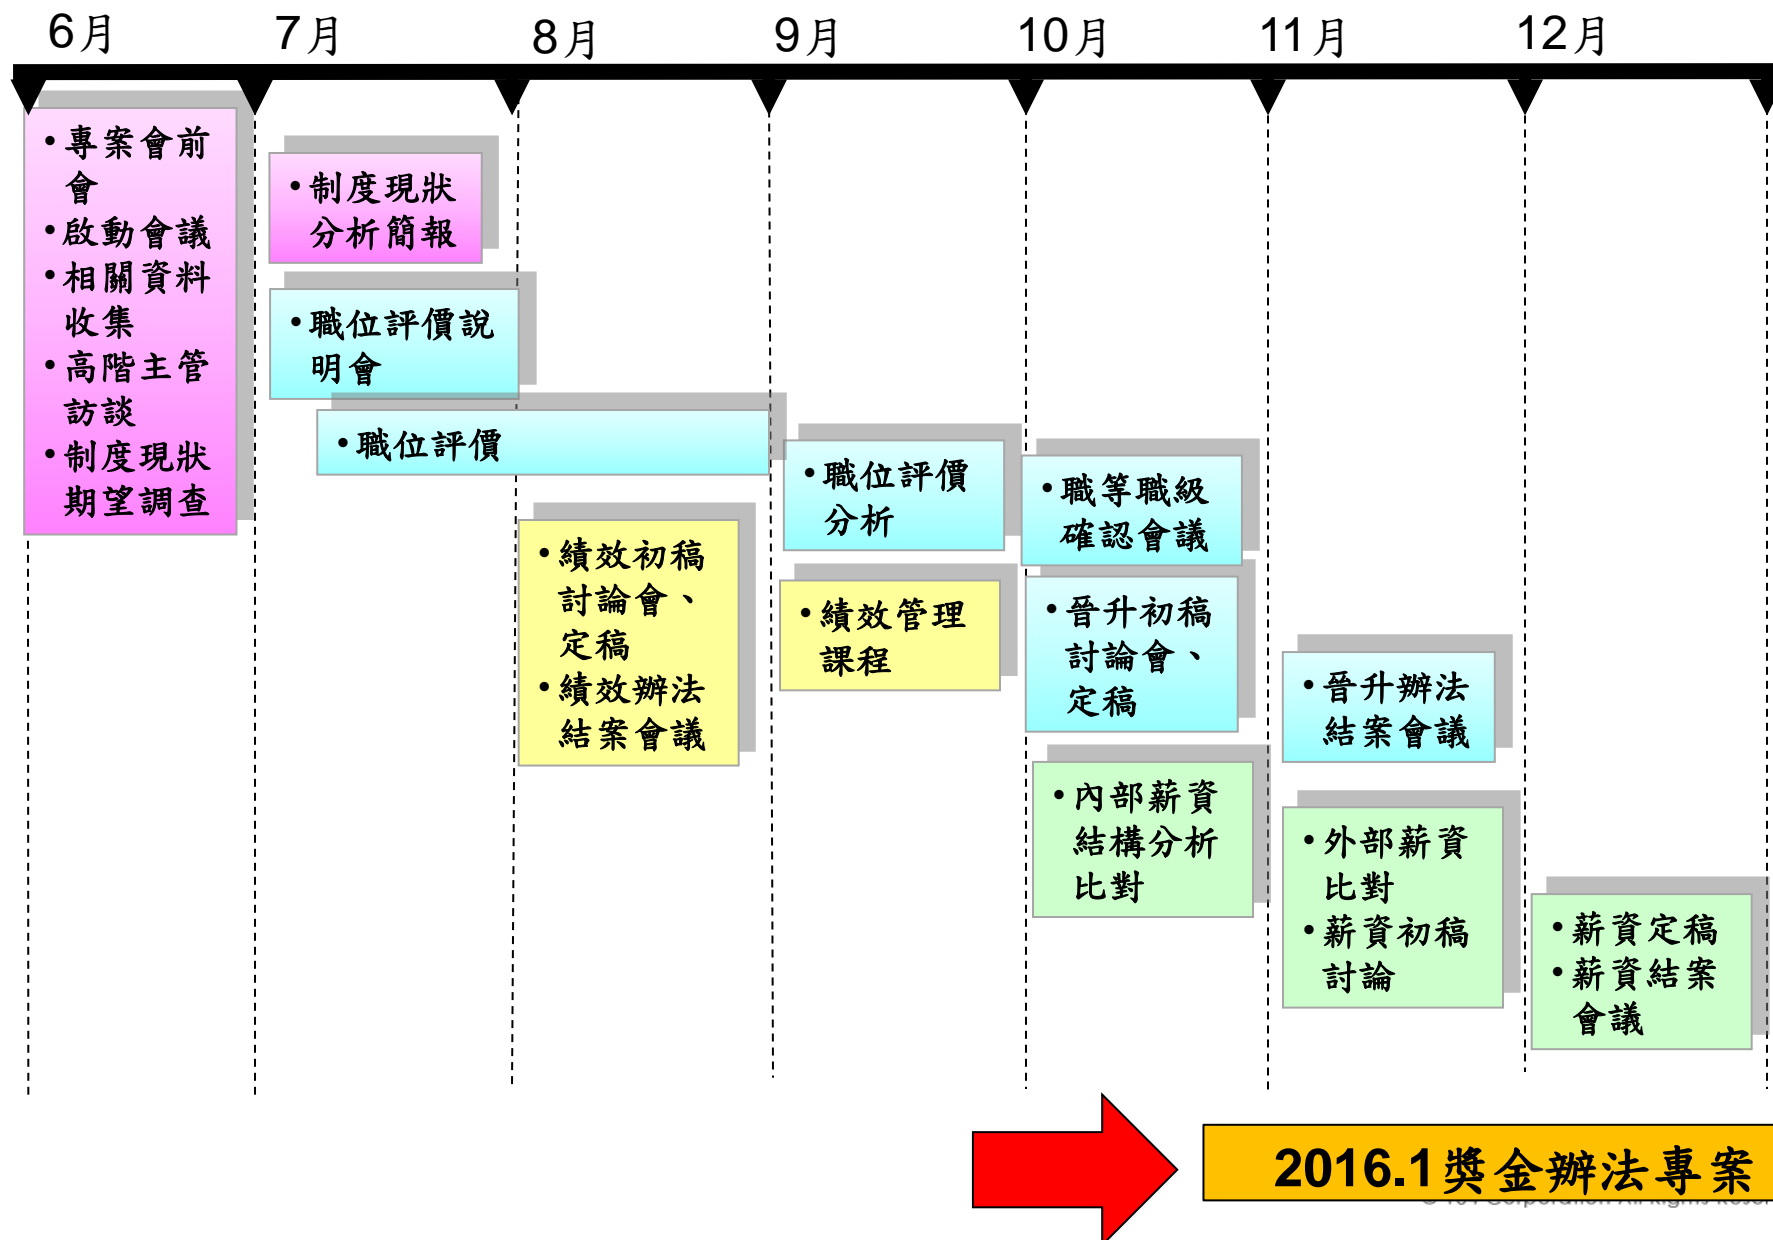 6月
7月
8月
9月
10月
11月
12月
•專案會前
會
•啟動會議
•相關資料
收集
•高階主管
訪談
•制度現狀
期望調查
•制度現狀
分析簡報
•職位評價說
明會
•職位評價
•績效初稿
討論會、
定稿
•績效辦法
結案會議
•職位評價
分析
•績效管理
課程
•職等職級
確認會議
•晉升初稿
討論會、
定稿
•內部薪資
結構分析
比對
•晉升辦法
結案會議
•外部薪資
比對
•薪資初稿
討論
•薪資定稿
•薪資結案
會議
2016.1獎金辦法專案